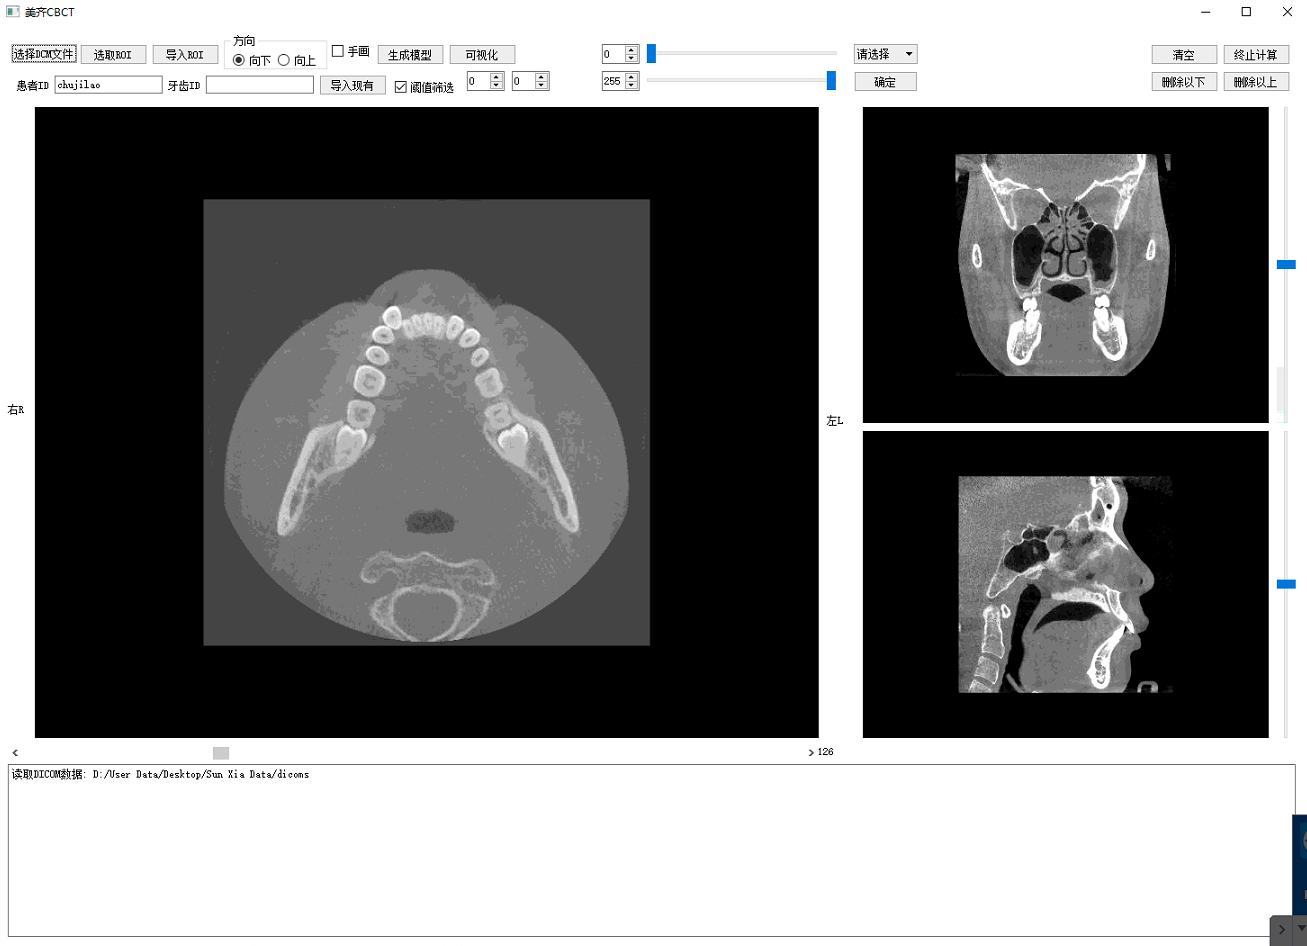 美齐CBCT
选择DCM文件 选取ROI 导入ROI 方向 向下 向上 手画 生成模型 可视化 0 请选择 清空 终止计算
患者ID chujilao 牙齿ID 导入现有 阈值筛选 0 0 255 确定 删除以下 删除以上
右R
左L
126
读取DICOM数据: D:/User Data/Desktop/Sun Xia Data/dicoms